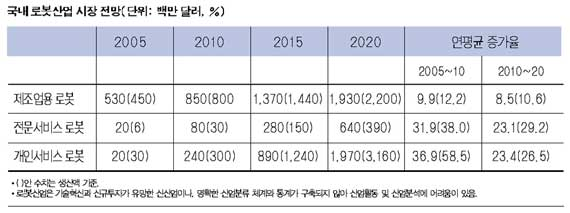 국내 로봇산업 시장 전망(단위: 백만 달러, %)
2005 2010 2015 2020 연평균 증가율
2005~10 2010~20
제조업용 로봇 530(450) 850(800 1,370(1,440) 1,930(2,200) 9.9(12.2) 8.5(10.6)
전문서비스 로봇 20(6) 80(30) 280(150) 640(390) 31.9(38.0) 23.1(29.2)
개인서비스 로봇 20(30) 240(300) 890(1,240) 1,970(3,160) 36.9(58.5) 23.4(26.5)
• ( )안 수치는 생산액 기준.
• 로봇산업은 기술혁신과 신규투자가 유망한 신산업이나, 명확한 산업분류 체계와 통계가 구축되지 않아 산업활동 및 산업분석에 어려움이 있음.